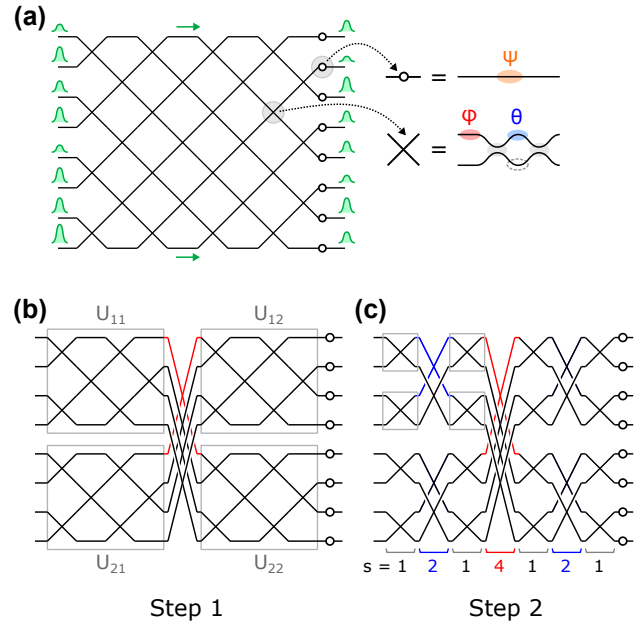 (a)
ψ
=
φ
θ
=
(b)
(c)
U11
U12
U21
U22
s = 1 2 1 4 1 2 1
Step 1
Step 2